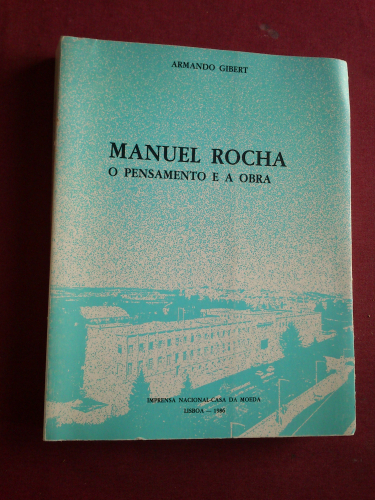 ARMANDO GIBERT
MANUEL ROCHA
O PENSAMENTO E A OBRA
IMPRENSA NACIONAL-CASA DA MOEDA
LISBOA — 1986